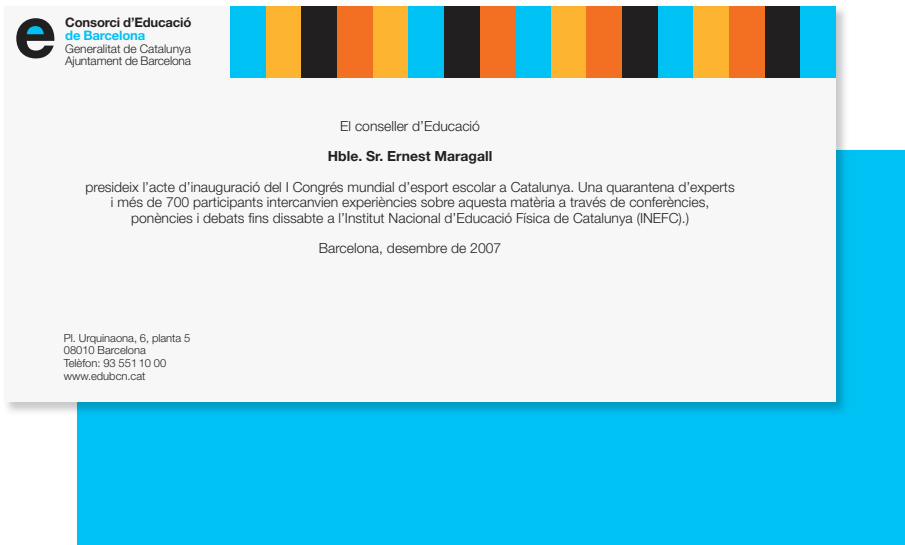 Consorci d’Educació
de Barcelona
Generalitat de Catalunya
Ajuntament de Barcelona
El conseller d’Educació
Hble. Sr. Ernest Maragall
presideix l’acte d’inauguració del I Congrés mundial d’esport escolar a Catalunya. Una quarantena d’experts
i més de 700 participants intercanvien experiències sobre aquesta matèria a través de conferències,
ponències i debats fins dissabte a l’Institut Nacional d’Educació Física de Catalunya (INEFC).)
Barcelona, desembre de 2007
Pl. Urquinaona, 6, planta 5
08010 Barcelona
Telèfon: 93 551 10 00
www.edubcn.cat